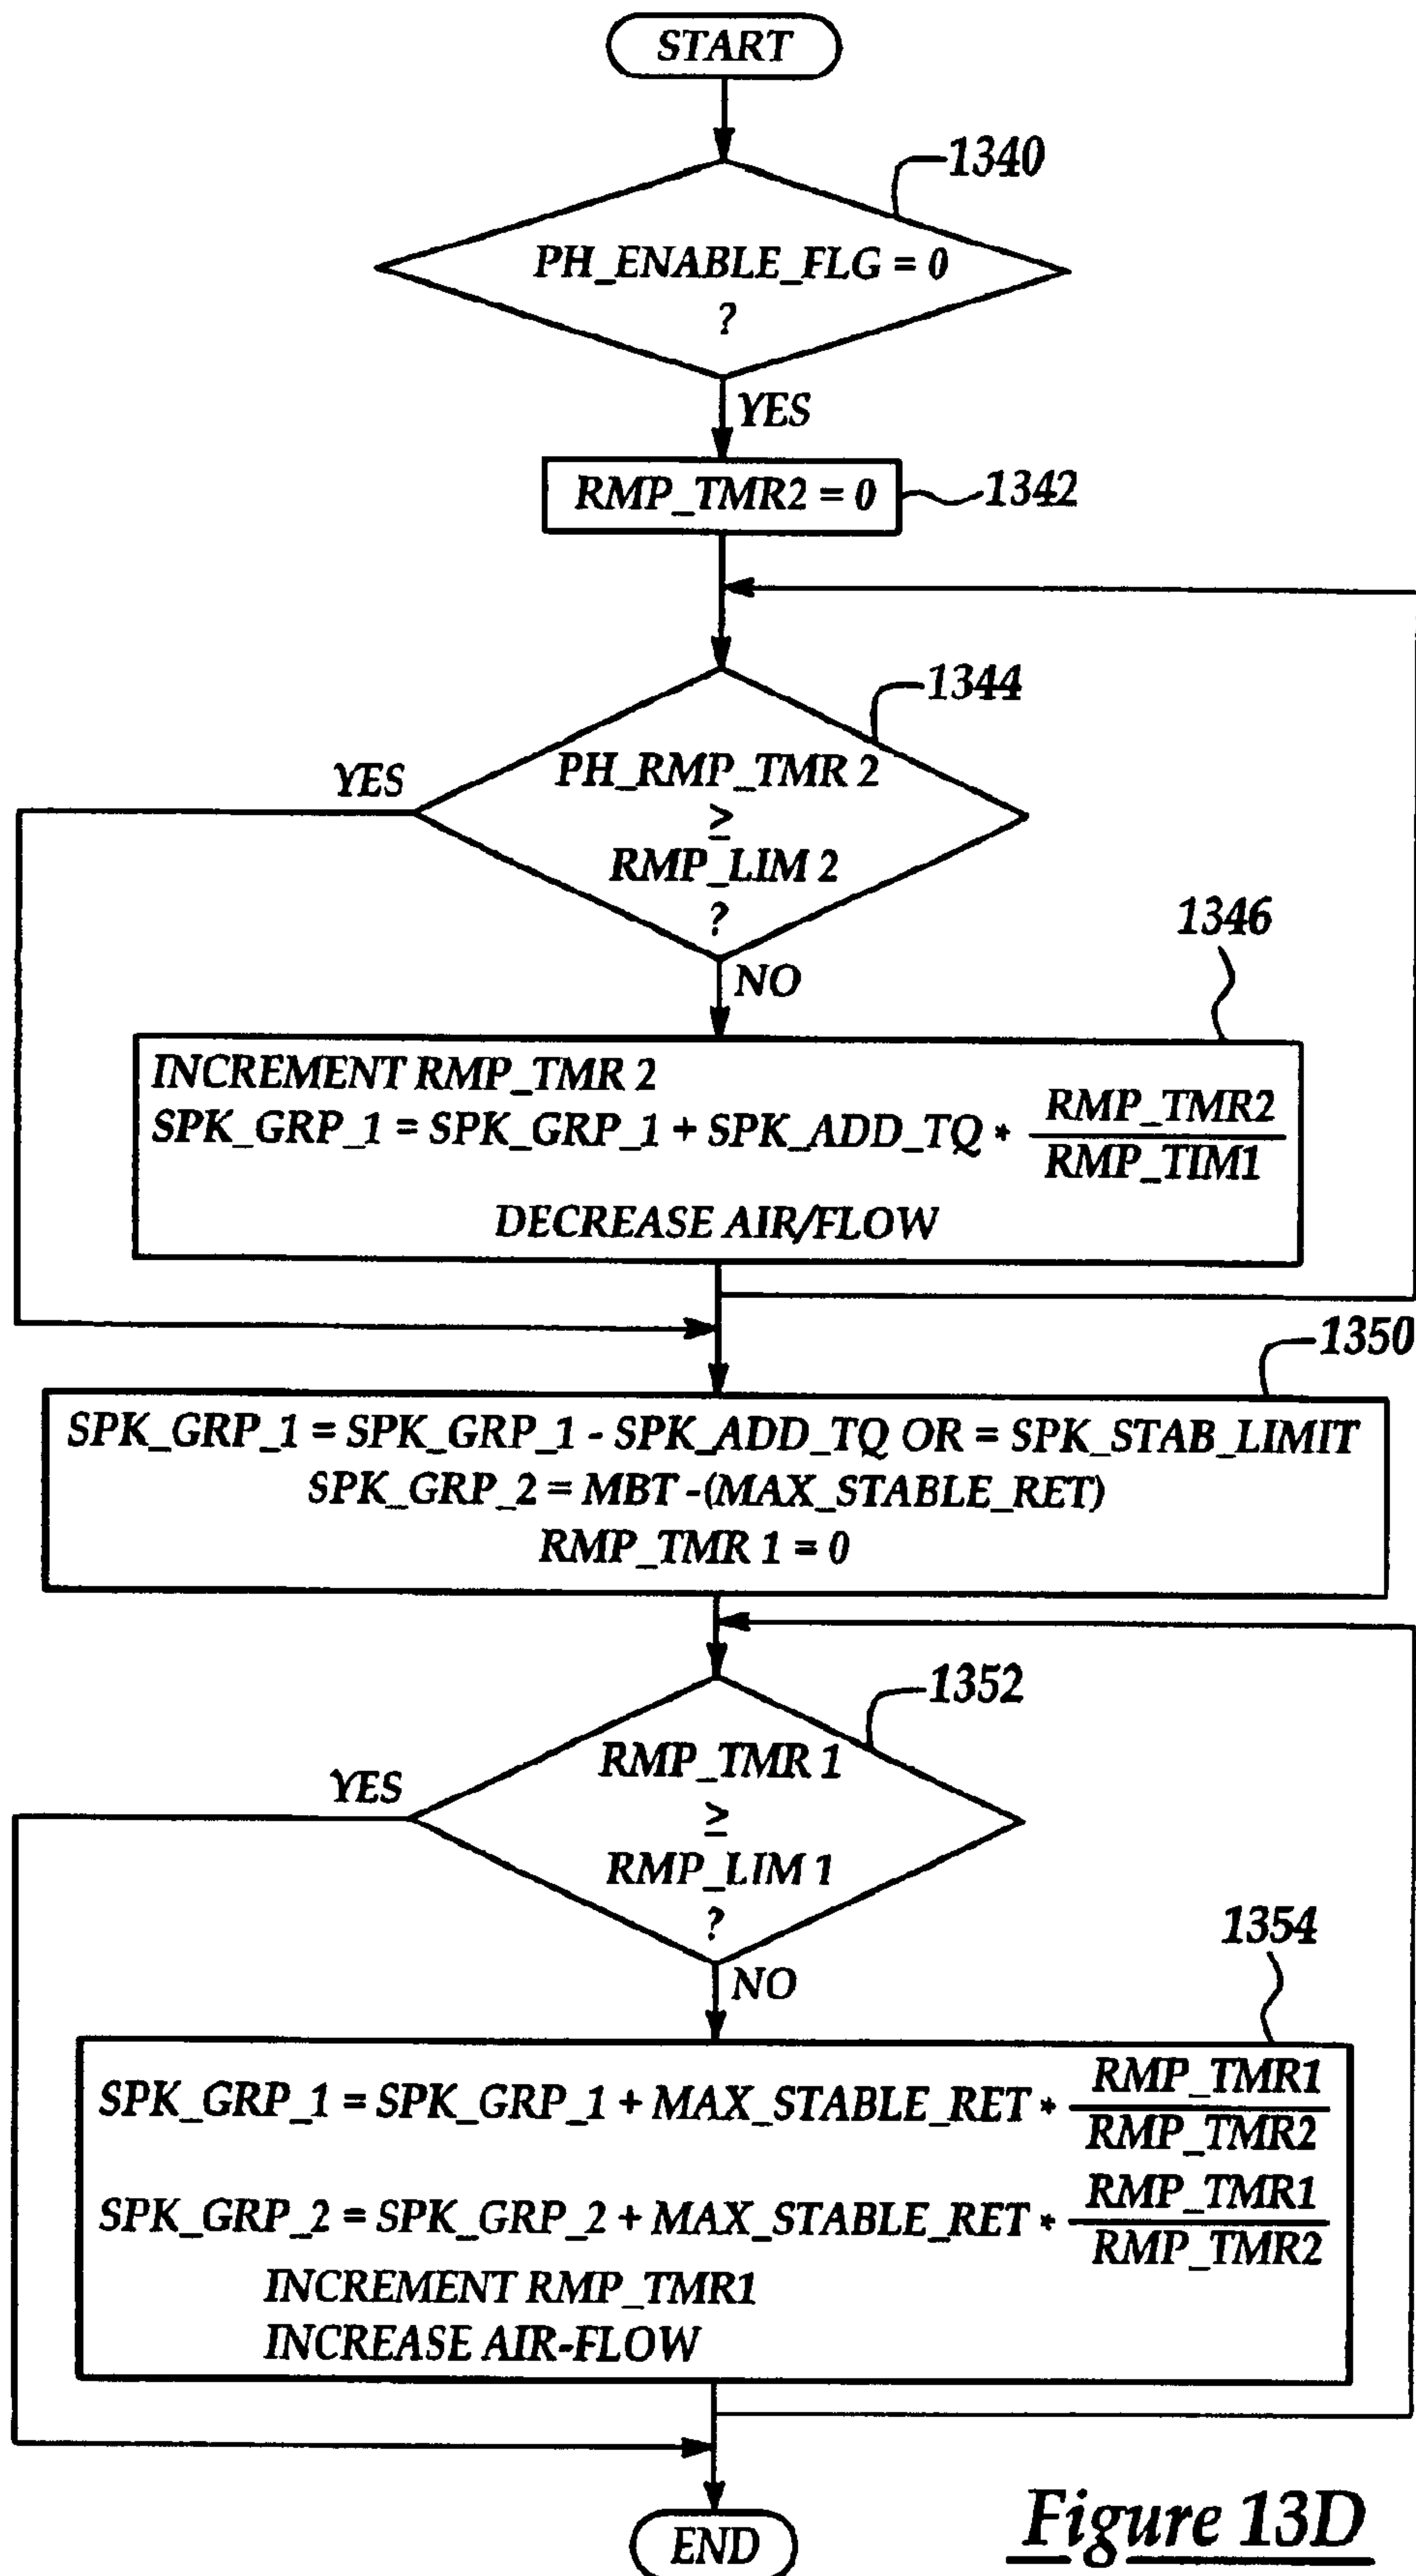 START
1340
PH_ENABLE_FLG = 0
?
YES
RMP_TMR2 = 0
1342
1344
YES
PH_RMP_TMR 2
≥
RMP_LIM 2
?
NO
1346
INCREMENT RMP_TMR 2
SPK_GRP_1 = SPK_GRP_1 + SPK_ADD_TQ * RMP_TMR2
RMP_TIM1
DECREASE AIR/FLOW
1350
SPK_GRP_1 = SPK_GRP_1 - SPK_ADD_TQ OR = SPK_STAB_LIMIT
SPK_GRP_2 = MBT -(MAX_STABLE_RET)
RMP_TMR 1 = 0
1352
YES
RMP_TMR 1
≥
RMP_LIM 1
?
NO
1354
SPK_GRP_1 = SPK_GRP_1 + MAX_STABLE_RET * RMP_TMR1
RMP_TMR2
SPK_GRP_2 = SPK_GRP_2 + MAX_STABLE_RET * RMP_TMR1
RMP_TMR2
INCREMENT RMP_TMR1
INCREASE AIR-FLOW
END
Figure 13D